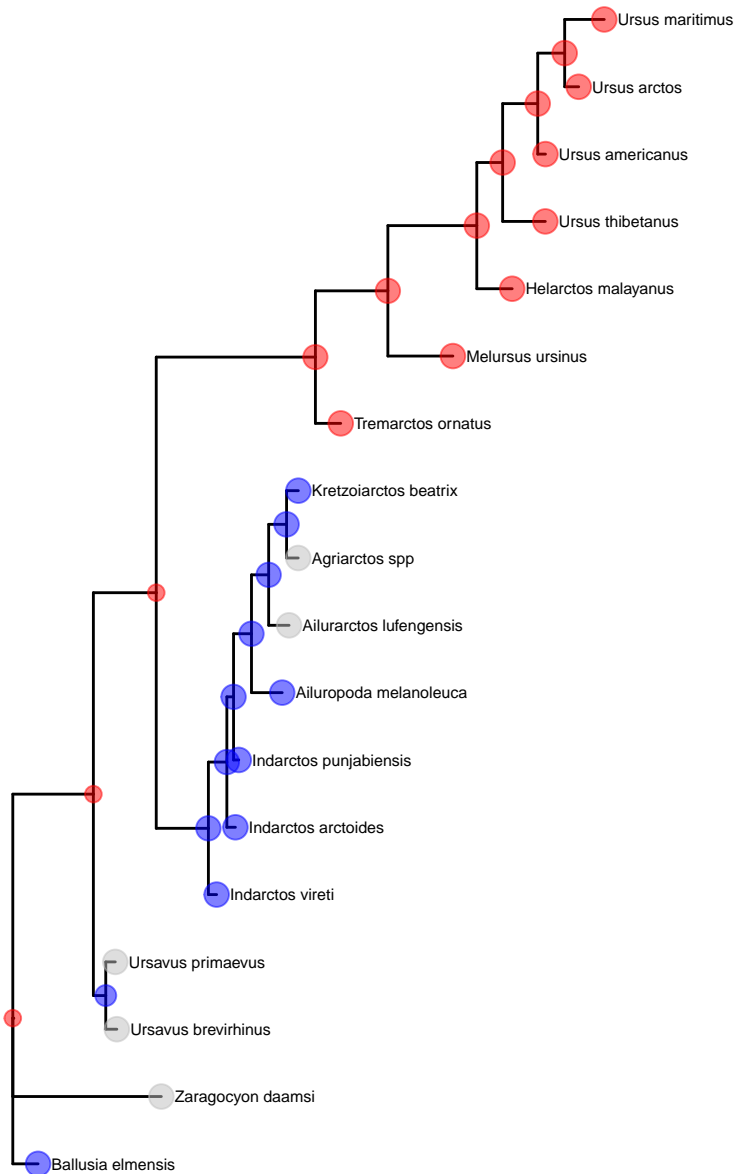 Ursus maritimus
Ursus arctos
Ursus americanus
Ursus thibetanus
Helarctos malayanus
Melursus ursinus
Tremarctos ornatus
Kretzoiarctos beatrix
Agriarctos spp
Ailurarctos lufengensis
Ailuropoda melanoleuca
Indarctos punjabiensis
Indarctos arctoides
Indarctos vireti
Ursavus primaevus
Ursavus brevirhinus
Zaragocyon daamsi
Ballusia elmensis